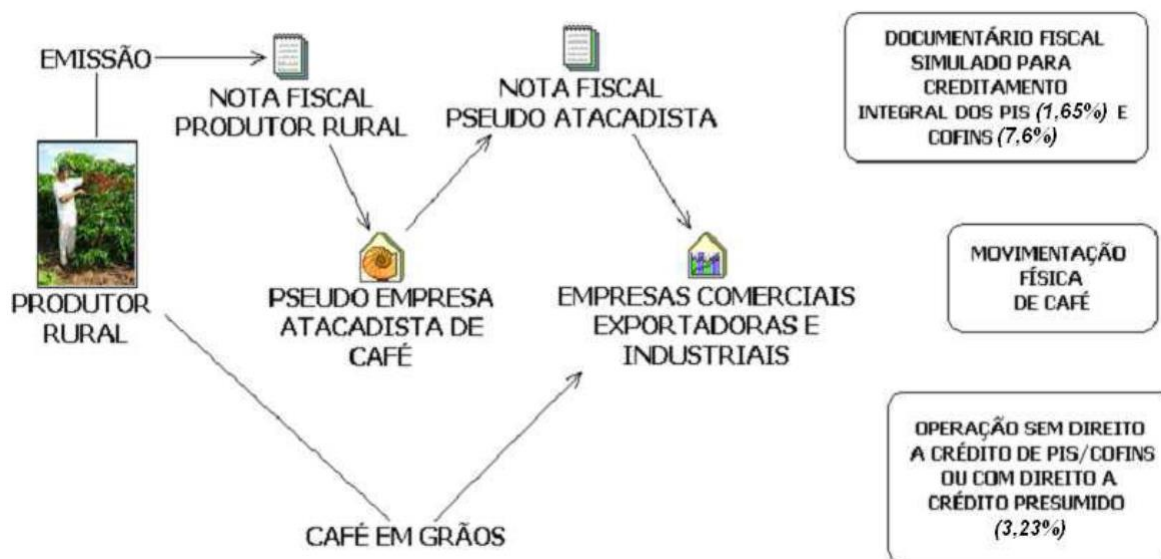 EMISSÃO
NOTA FISCAL
PRODUTOR RURAL
NOTA FISCAL
PSEUDO ATACADISTA
DOCUMENTÁRIO FISCAL
SIMULADO PARA
CREDITAMENTO
INTEGRAL DOS PIS (1,65%) E
COFINS (7,6%)
PRODUTOR
RURAL
PSEUDO EMPRESA
ATACADISTA DE
CAFÉ
EMPRESAS COMERCIAIS
EXPORTADORAS E
INDUSTRIAIS
MOVIMENTAÇÃO
FÍSICA
DE CAFÉ
CAFÉ EM GRÃOS
OPERAÇÃO SEM DIREITO
A CRÉDITO DE PIS/COFINS
OU COM DIREITO A
CRÉDITO PRESUMIDO
(3,23%)